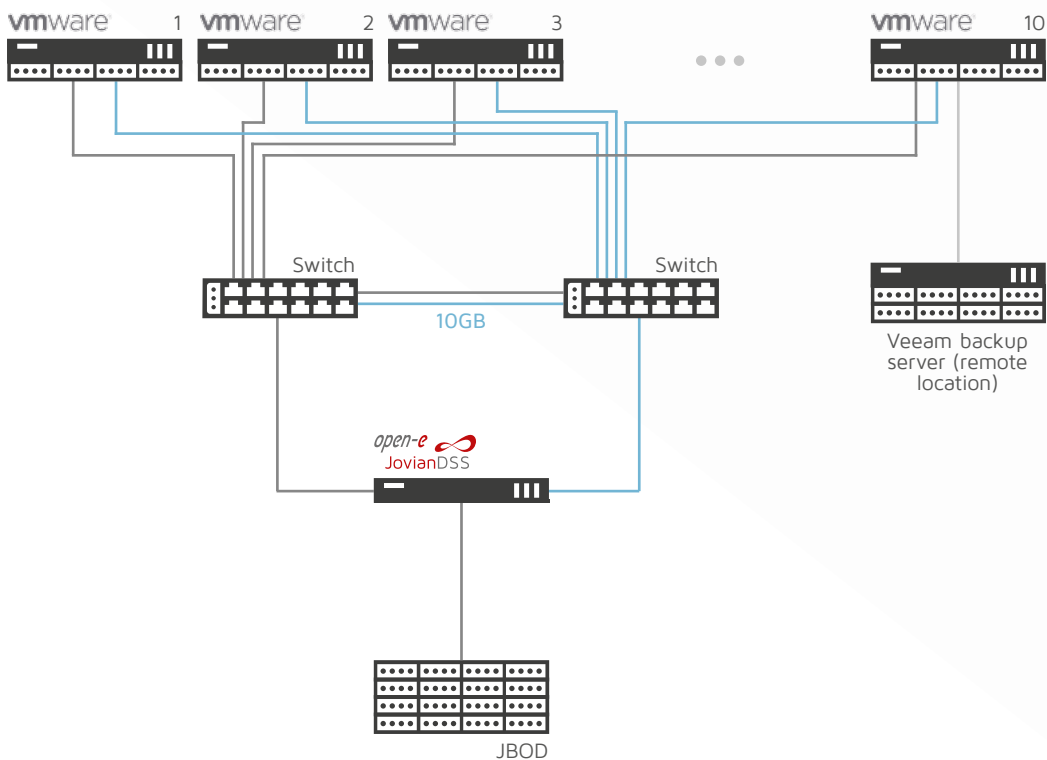 vmware 1
vmware 2
vmware 3
vmware 10
Switch
Switch
10GB
Veeam backup
server (remote
location)
open-e
JovianDSS
JBOD